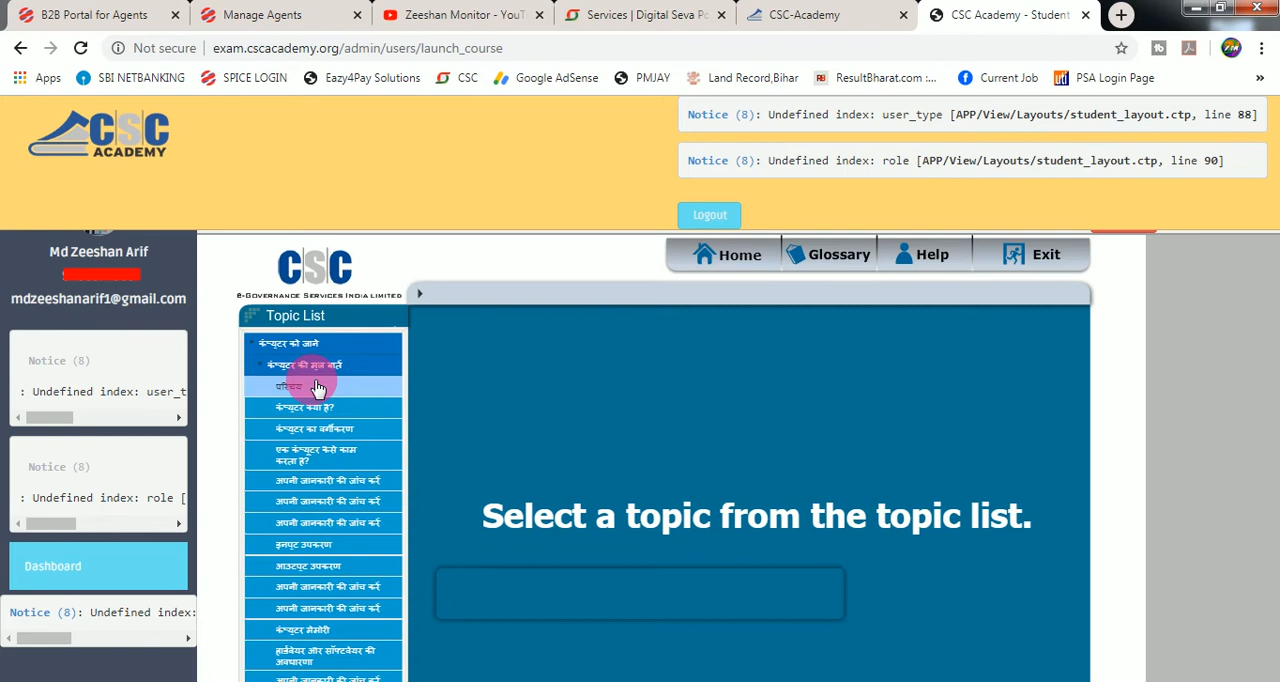 B2B Portal for Agents
Manage Agents
Zeeshan Monitor - YouT
Services | Digital Seva Po
CSC-Academy
CSC Academy - Student
Not secure
exam.cscacademy.org/admin/users/launch_course
Apps
SBI NETBANKING
SPICE LOGIN
Eazy4Pay Solutions
CSC
Google AdSense
PMJAY
Land Record,Bihar
ResultBharat.com :...
Current Job
PSA Login Page
»
CSC
ACADEMY
Notice (8): Undefined index: user_type [APP/View/Layouts/student_layout.ctp, line 88]
Notice (8): Undefined index: role [APP/View/Layouts/student_layout.ctp, line 90]
Logout
Md Zeeshan Arif
mdzeeshanarif1@gmail.com
Notice (8)
: Undefined index: user_t
Notice (8)
: Undefined index: role [
Dashboard
Notice (8): Undefined index:
CSC
e-Governance Services India Limited
Home
Glossary
Help
Exit
Topic List
कंप्यूटर को जाने
कंप्यूटर की मूल बातें
परिचय
कंप्यूटर क्या है?
कंप्यूटर का वर्गीकरण
एक कंप्यूटर कैसे काम
करता है?
अपनी जानकारी की जांच करें
अपनी जानकारी की जांच करें
अपनी जानकारी की जांच करें
इनपुट उपकरण
आउटपुट उपकरण
अपनी जानकारी की जांच करें
अपनी जानकारी की जांच करें
कंप्यूटर मेमोरी
हार्डवेयर और सॉफ्टवेयर की
अवधारणा
अपनी जानकारी की जांच करें
Select a topic from the topic list.